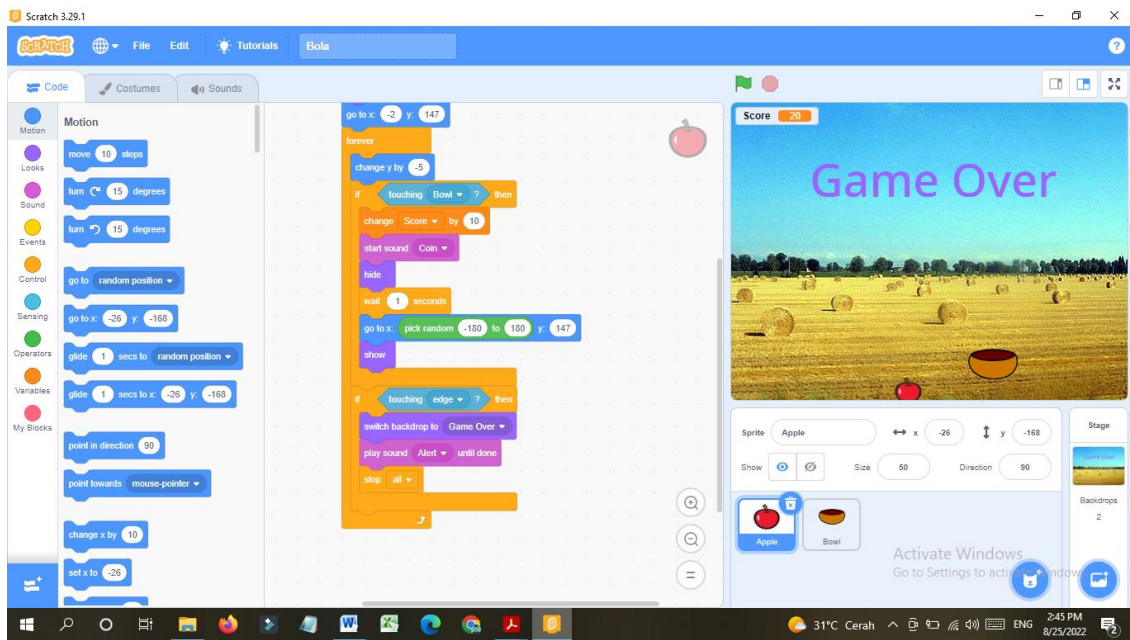 Scratch 3.29.1
SCRATCH File Edit Tutorials Bola
Code Costumes Sounds
Motion
Looks
Sound
Events
Control
Sensing
Operators
Variables
My Blocks
Motion
move 10 steps
turn 15 degrees
turn 15 degrees
go to random position
go to x: -26 y: -168
glide 1 secs to random position
glide 1 secs to x: -26 y: -168
point in direction 90
point towards mouse-pointer
change x by 10
set x to -26
go to x: -2 y: 147
forever
change y by -5
if touching Bowl ? then
change Score by 10
start sound Coin
hide
wait 1 seconds
go to x: pick random -180 to 180 y: 147
show
if touching edge ? then
switch backdrop to Game Over
play sound Alert until done
stop all
Score 20
Game Over
Sprite Apple x -26 y -168
Show Size 50 Direction 90
Apple
Bowl
Stage
Game Over
Backdrops
2
Activate Windows
Go to Settings to activate Windows.
31°C Cerah ENG 2:45 PM
8/25/2022
2